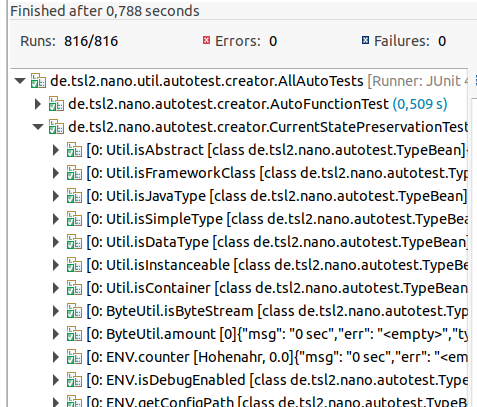 Finished after 0,788 seconds
Runs: 816/816 Errors: 0 Failures: 0
de.tsl2.nano.util.autotest.creator.AllAutoTests [Runner: JUnit 4
de.tsl2.nano.autotest.creator.AutoFunctionTest (0,509 s)
de.tsl2.nano.autotest.creator.CurrentStatePreservationTest
[0: Util.isAbstract [class de.tsl2.nano.autotest.TypeBean]
[0: Util.isFrameworkClass [class de.tsl2.nano.autotest.Typ
[0: Util.isJavaType [class de.tsl2.nano.autotest.TypeBean]
[0: Util.isSimpleType [class de.tsl2.nano.autotest.TypeBea
[0: Util.isDataType [class de.tsl2.nano.autotest.TypeBean
[0: Util.isInstanceable [class de.tsl2.nano.autotest.TypeBe
[0: Util.isContainer [class de.tsl2.nano.autotest.TypeBean
[0: ByteUtil.isByteStream [class de.tsl2.nano.autotest.Typ
[0: ByteUtil.amount [0]{"msg": "0 sec","err": "<empty>","ty
[0: ENV.counter [Hohenahr, 0.0]{"msg": "0 sec","err": "<em
[0: ENV.isDebugEnabled [class de.tsl2.nano.autotest.Type
[0: ENV.getConfigPath [class de.tsl2.nano.autotest.TypeB